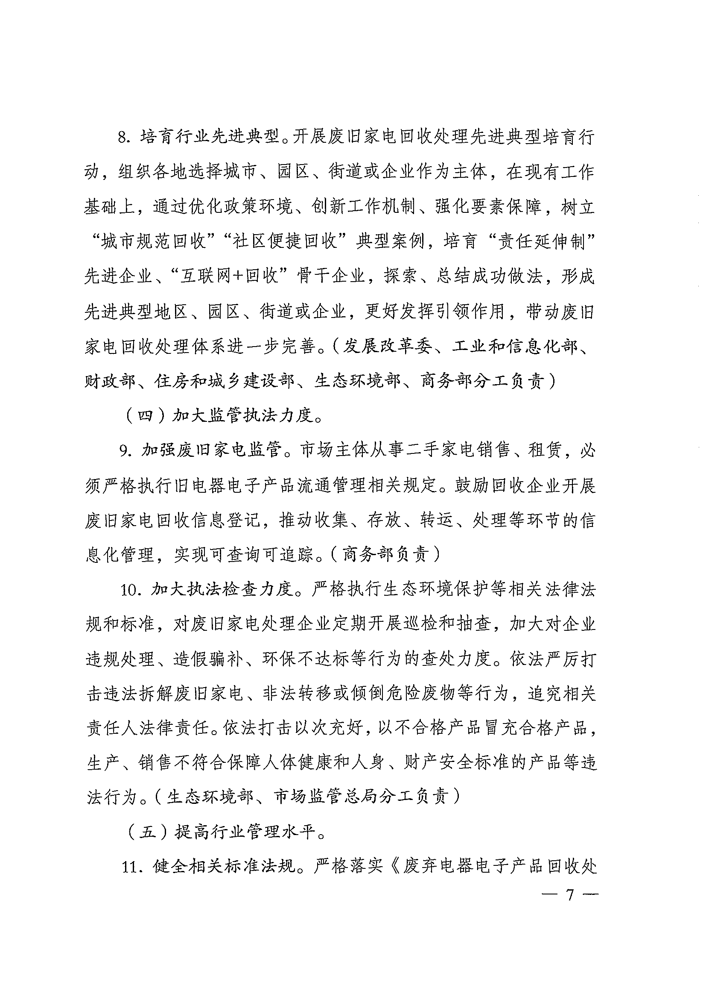 8. 培育行业先进典型。开展废旧家电回收处理先进典型培育行
动，组织各地选择城市、园区、街道或企业作为主体，在现有工作
基础上，通过优化政策环境、创新工作机制、强化要素保障，树立
“城市规范回收”“社区便捷回收”典型案例，培育“责任延伸制”
先进企业、“互联网+回收”骨干企业，探索、总结成功做法，形成
先进典型地区、园区、街道或企业，更好发挥引领作用，带动废旧
家电回收处理体系进一步完善。（发展改革委、工业和信息化部、
财政部、住房和城乡建设部、生态环境部、商务部分工负责）
（四）加大监管执法力度。
9. 加强废旧家电监管。市场主体从事二手家电销售、租赁，必
须严格执行旧电器电子产品流通管理相关规定。鼓励回收企业开展
废旧家电回收信息登记，推动收集、存放、转运、处理等环节的信
息化管理，实现可查询可追踪。（商务部负责）
10. 加大执法检查力度。严格执行生态环境保护等相关法律法
规和标准，对废旧家电处理企业定期开展巡检和抽查，加大对企业
违规处理、造假骗补、环保不达标等行为的查处力度。依法严厉打
击违法拆解废旧家电、非法转移或倾倒危险废物等行为，追究相关
责任人法律责任。依法打击以次充好，以不合格产品冒充合格产品，
生产、销售不符合保障人体健康和人身、财产安全标准的产品等违
法行为。（生态环境部、市场监管总局分工负责）
（五）提高行业管理水平。
11. 健全相关标准法规。严格落实《废弃电器电子产品回收处
— 7 —